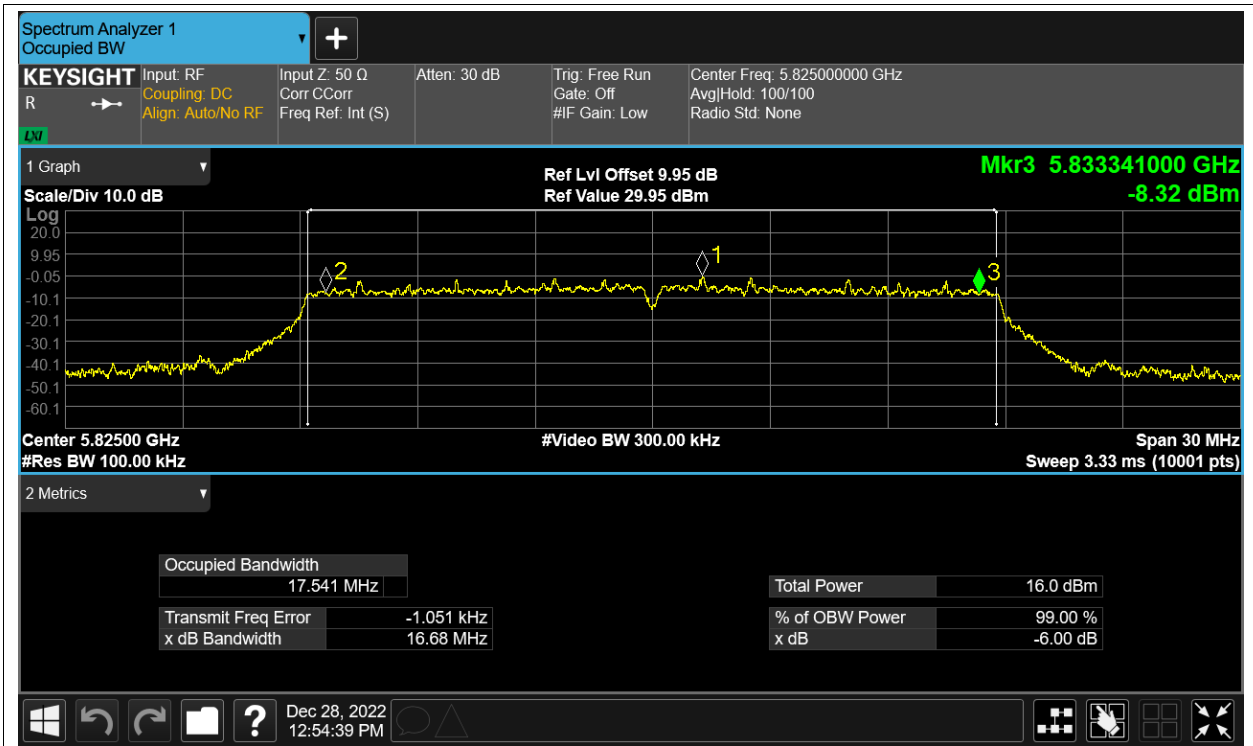 Spectrum Analyzer 1
Occupied BW
KEYSIGHT
R
LXI
Input: RF
Coupling: DC
Align: Auto/No RF
Input Z: 50 Ω
Corr CCorr
Freq Ref: Int (S)
Atten: 30 dB
Trig: Free Run
Gate: Off
#IF Gain: Low
Center Freq: 5.825000000 GHz
Avg|Hold: 100/100
Radio Std: None
1 Graph
Scale/Div 10.0 dB
Ref Lvl Offset 9.95 dB
Ref Value 29.95 dBm
Mkr3 5.833341000 GHz
-8.32 dBm
Log
20.0
9.95
-0.05
-10.1
-20.1
-30.1
-40.1
-50.1
-60.1
2
1
3
Center 5.82500 GHz
#Res BW 100.00 kHz
#Video BW 300.00 kHz
Span 30 MHz
Sweep 3.33 ms (10001 pts)
2 Metrics
Occupied Bandwidth
17.541 MHz
Transmit Freq Error -1.051 kHz
x dB Bandwidth 16.68 MHz
Total Power 16.0 dBm
% of OBW Power 99.00 %
x dB -6.00 dB
?
Dec 28, 2022
12:54:39 PM